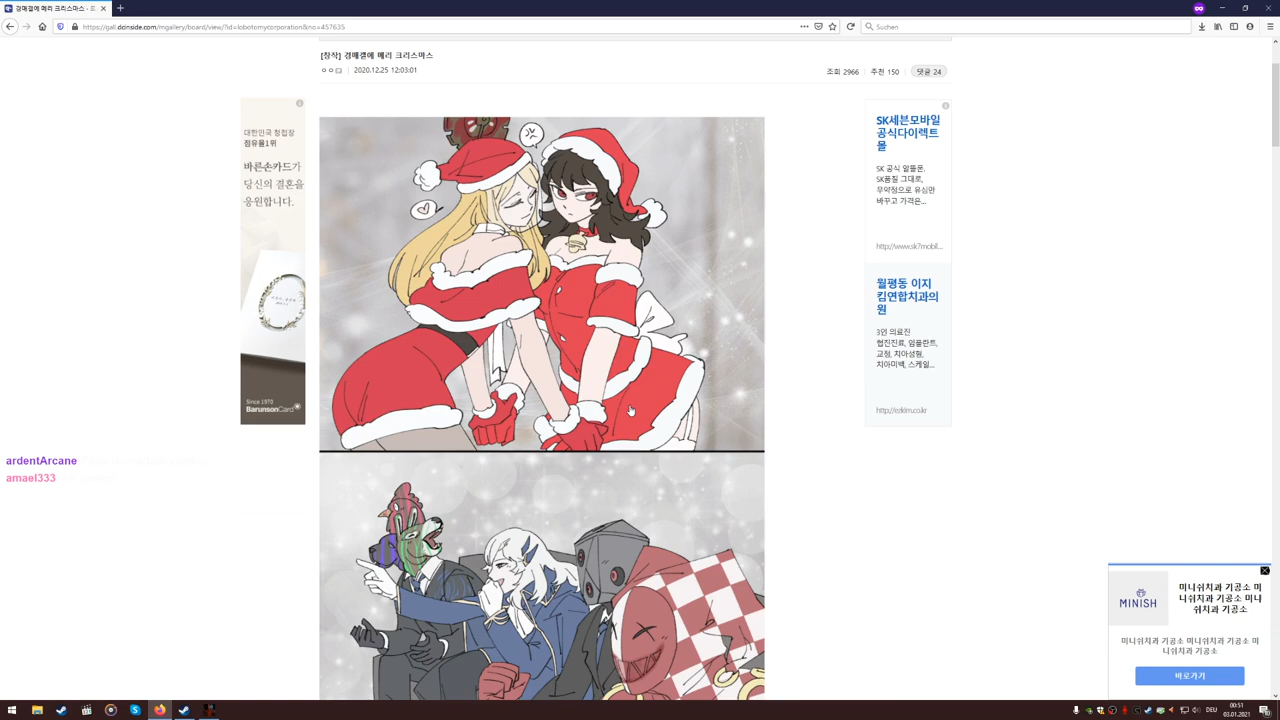 경매갤에 메리 크리스마스 - 프
https://gall.dcinside.com/mgallery/board/view/?id=lobotomycorporation&no=457635
Suchen
[창작] 경매갤에 메리 크리스마스
ㅇㅇ
2020.12.25 12:03:01
조회 2966
추천 150
댓글 24
대한민국 청첩장
점유율1위
바른손카드가
당신의 결혼을
응원합니다.
Since 1970
BarunsonCard
SK세븐모바일
공식다이렉트
몰
SK 공식 알뜰폰.
SK품질 그대로,
무약정으로 유심만
바꾸고 가격은...
http://www.sk7mobil...
월평동 이지
킴연합치과의
원
3인 의료진
협진진료, 임플란트,
교정, 치아성형,
치아미백, 스케일...
http://ezkim.co.kr
ardentArcane
amael333
MINISH
미니쉬치과 기공소 미
니쉬치과 기공소 미니
쉬치과 기공소
미니쉬치과 기공소 미니쉬치과 기공소 미
니쉬치과 기공소
바로가기
DEU
00:51
03.01.2021